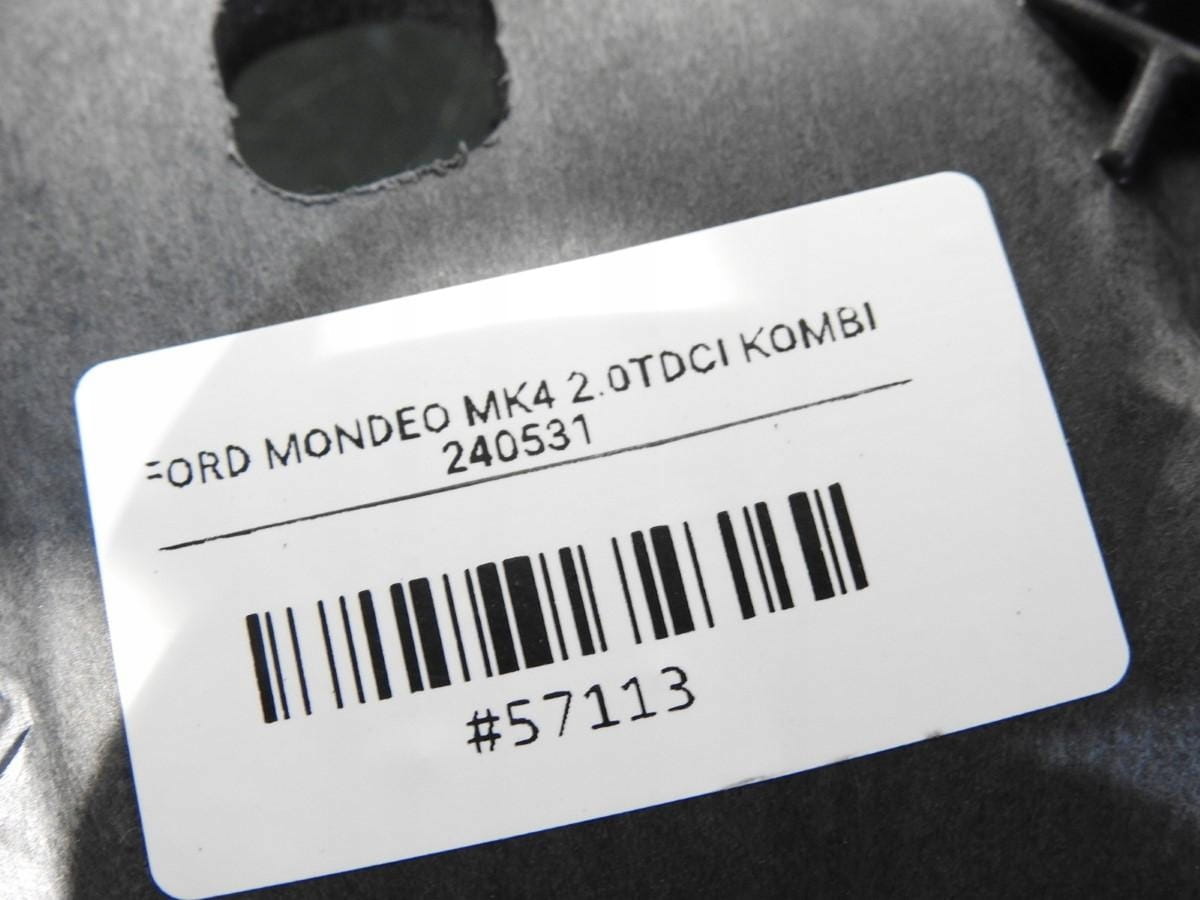 FORD MONDEO MK4 2.0TDCI KOMBI
240531
#57113